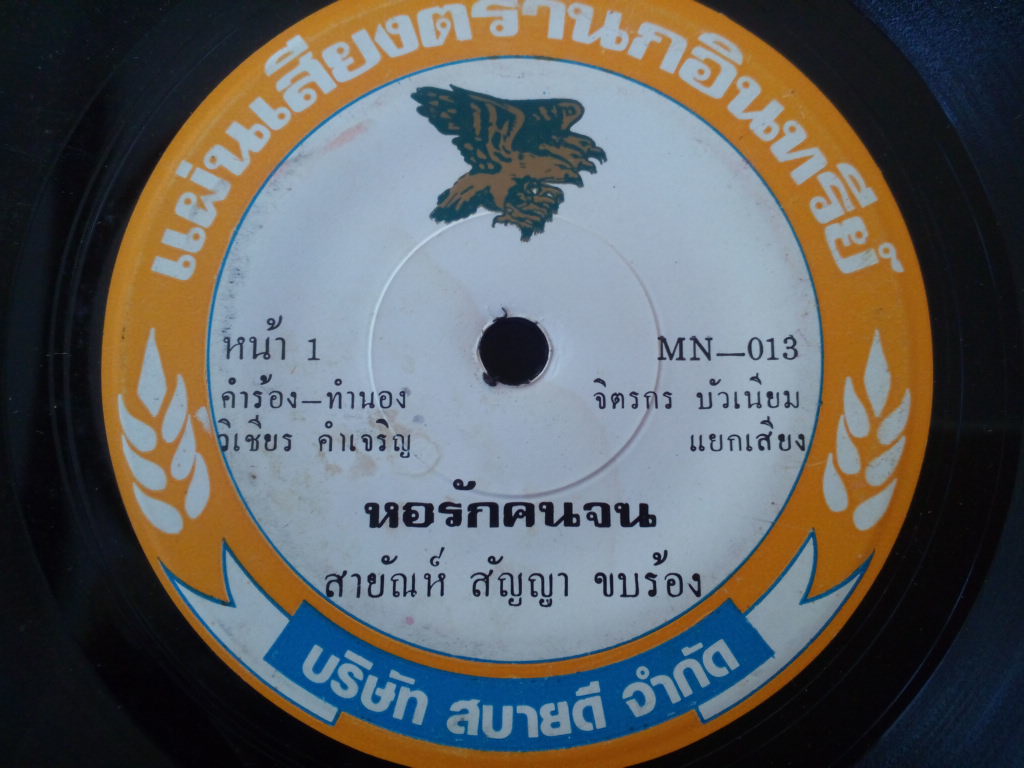 แผ่นเสียงตรานกอินทรีย์
หน้า 1 MN—013
คำร้อง—ทำนอง จิตรกร บัวเนียม
วิเชียร คำเจริญ แยกเสียง
หอรักคนจน
สายัณห์ สัญญา ขบร้อง
บริษัท สบายดี จำกัด